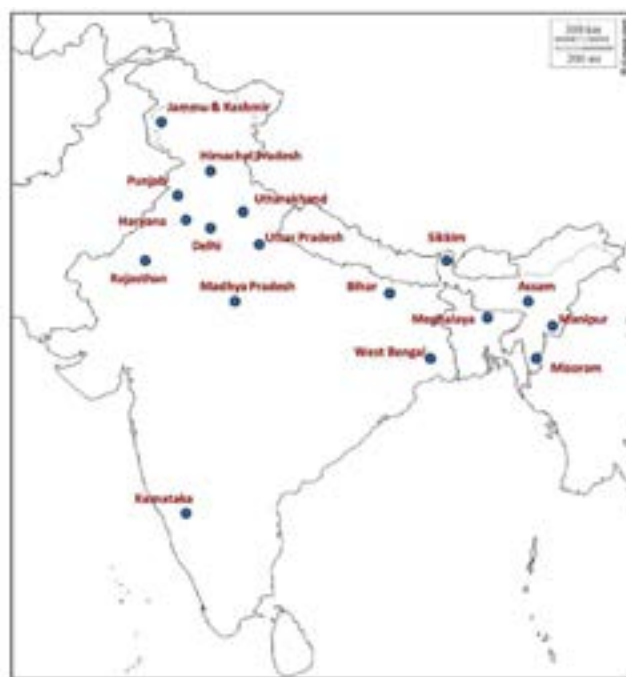 200 km
200 mi
Jammu & Kashmir
Himachal Pradesh
Punjab
Uttrakhand
Haryana
Delhi
Uttar Pradesh
Sikkim
Rajasthan
Madhya Pradesh
Bihar
Assam
Meghalaya
Manipur
West Bengal
Mizoram
Karnataka